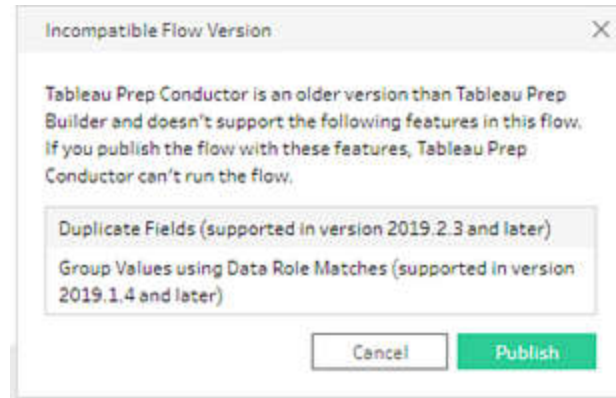 Incompatible Flow Version
Tableau Prep Conductor is an older version than Tableau Prep
Builder and doesn't support the following features in this flow.
If you publish the flow with these features, Tableau Prep
Conductor can't run the flow.
Duplicate Fields (supported in version 2019.2.3 and later)
Group Values using Data Role Matches (supported in version
2019.1.4 and later)
Cancel
Publish